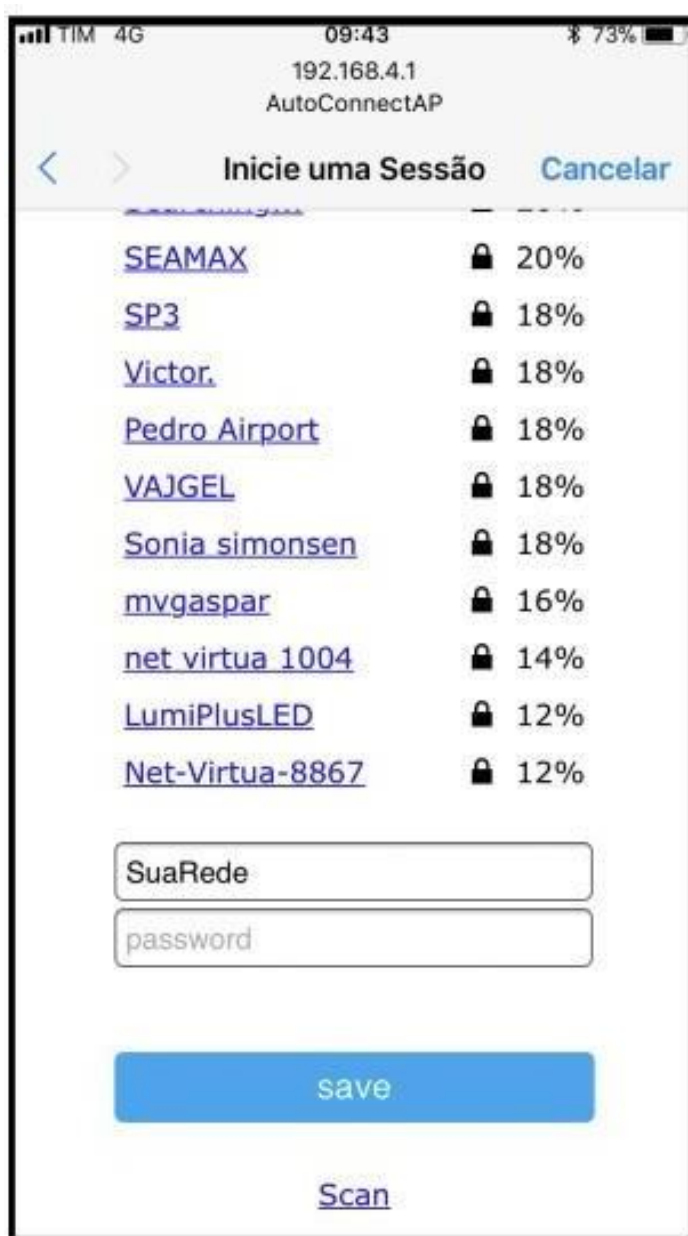 TIM 4G 09:43 73%
192.168.4.1
AutoConnectAP
Inicie uma Sessão Cancelar
SEAMAX 20%
SP3 18%
Victor. 18%
Pedro Airport 18%
VAJGEL 18%
Sonia simonsen 18%
mvgaspar 16%
net virtua 1004 14%
LumiPlusLED 12%
Net-Virtua-8867 12%
SuaRede
password
save
Scan